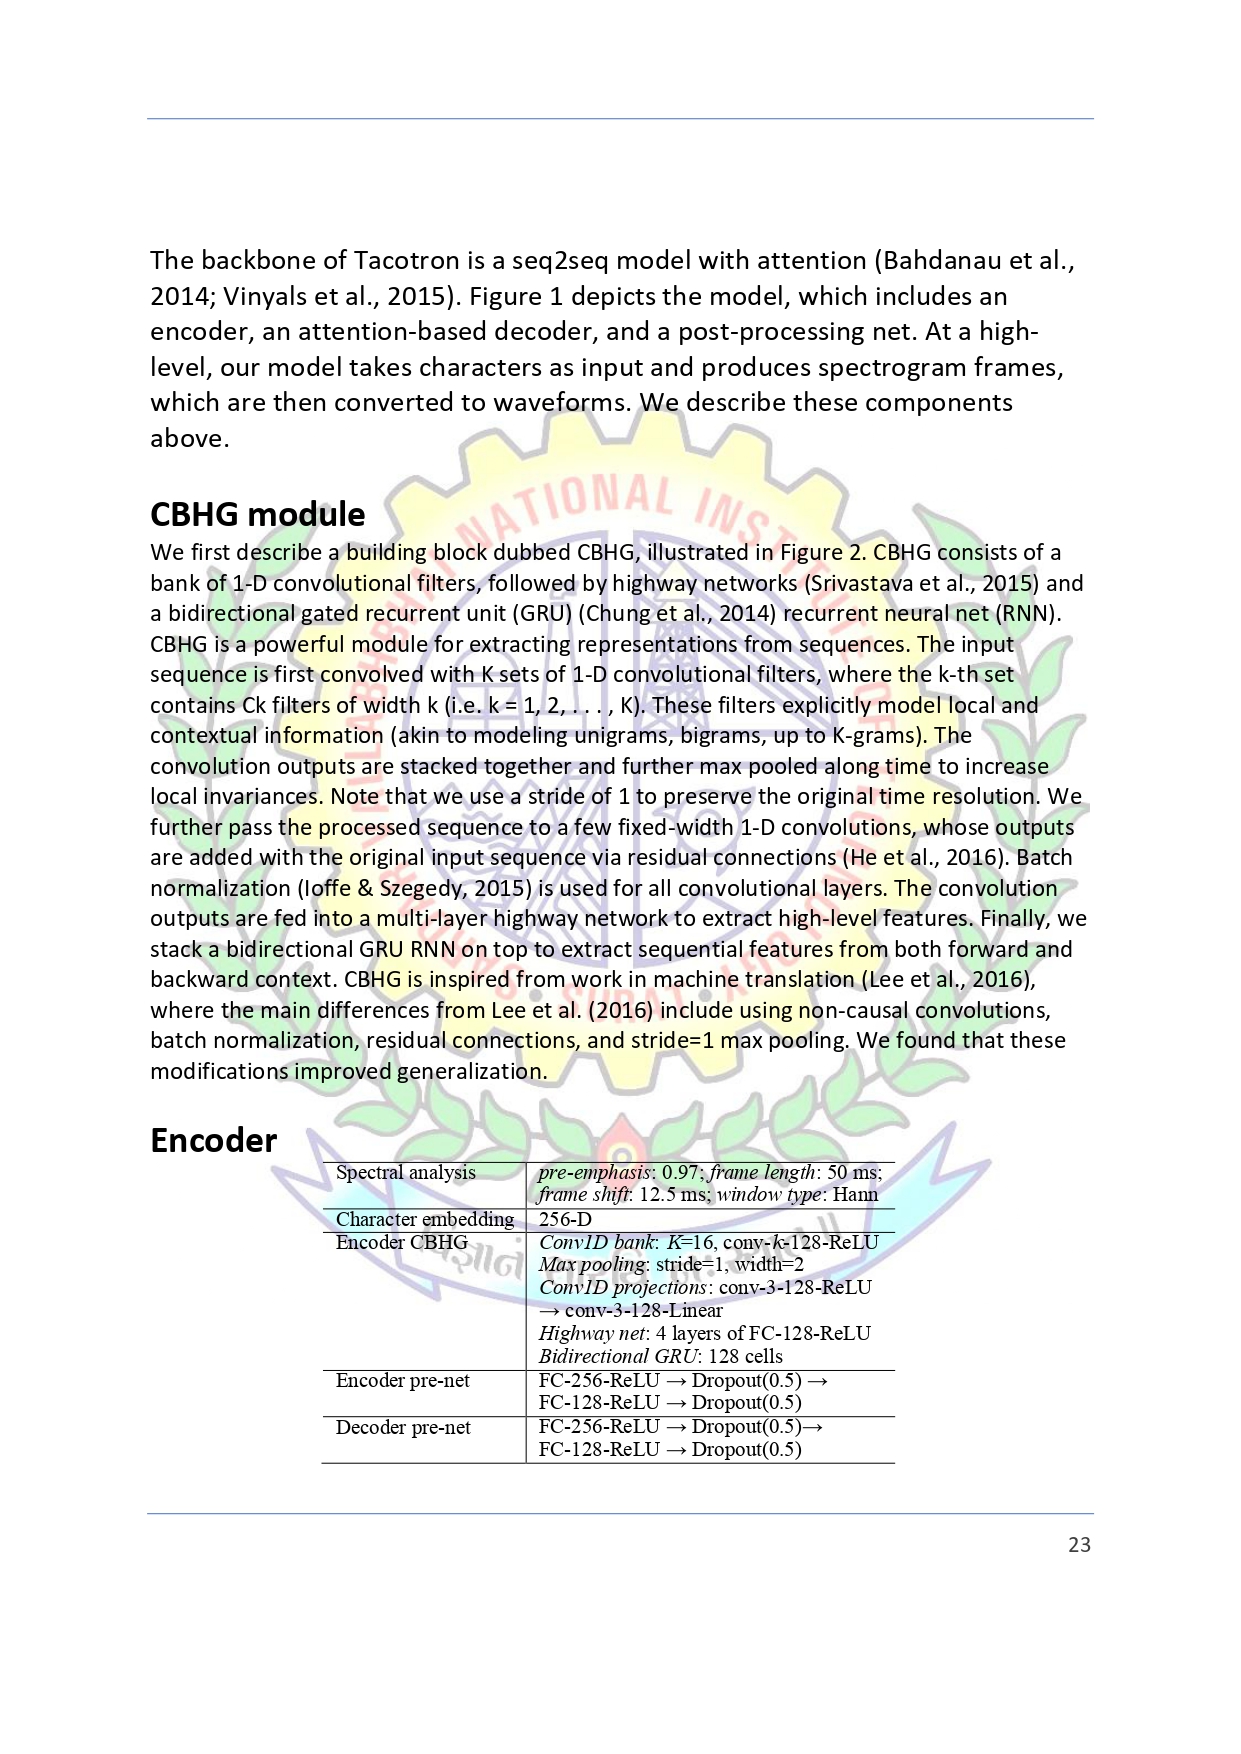 The backbone of Tacotron is a seq2seq model with attention (Bahdanau et al.,
2014; Vinyals et al., 2015). Figure 1 depicts the model, which includes an
encoder, an attention-based decoder, and a post-processing net. At a high-
level, our model takes characters as input and produces spectrogram frames,
which are then converted to waveforms. We describe these components
above.
CBHG module
We first describe a building block dubbed CBHG, illustrated in Figure 2. CBHG consists of a
bank of 1-D convolutional filters, followed by highway networks (Srivastava et al., 2015) and
a bidirectional gated recurrent unit (GRU) (Chung et al., 2014) recurrent neural net (RNN).
CBHG is a powerful module for extracting representations from sequences. The input
sequence is first convolved with K sets of 1-D convolutional filters, where the k-th set
contains Ck filters of width k (i.e. k = 1, 2, . . . , K). These filters explicitly model local and
contextual information (akin to modeling unigrams, bigrams, up to K-grams). The
convolution outputs are stacked together and further max pooled along time to increase
local invariances. Note that we use a stride of 1 to preserve the original time resolution. We
further pass the processed sequence to a few fixed-width 1-D convolutions, whose outputs
are added with the original input sequence via residual connections (He et al., 2016). Batch
normalization (Ioffe & Szegedy, 2015) is used for all convolutional layers. The convolution
outputs are fed into a multi-layer highway network to extract high-level features. Finally, we
stack a bidirectional GRU RNN on top to extract sequential features from both forward and
backward context. CBHG is inspired from work in machine translation (Lee et al., 2016),
where the main differences from Lee et al. (2016) include using non-causal convolutions,
batch normalization, residual connections, and stride=1 max pooling. We found that these
modifications improved generalization.
SARDAR VALLABHBHAI NATIONAL INSTITUTE OF TECHNOLOGY • SURAT •
Encoder
Spectral analysis pre-emphasis: 0.97; frame length: 50 ms;
frame shift: 12.5 ms; window type: Hann
Character embedding 256-D
Encoder CBHG Conv1D bank: K=16, conv-k-128-ReLU
Max pooling: stride=1, width=2
Conv1D projections: conv-3-128-ReLU
→ conv-3-128-Linear
Highway net: 4 layers of FC-128-ReLU
Bidirectional GRU: 128 cells
Encoder pre-net FC-256-ReLU → Dropout(0.5) →
FC-128-ReLU → Dropout(0.5)
Decoder pre-net FC-256-ReLU → Dropout(0.5)→
FC-128-ReLU → Dropout(0.5)
23